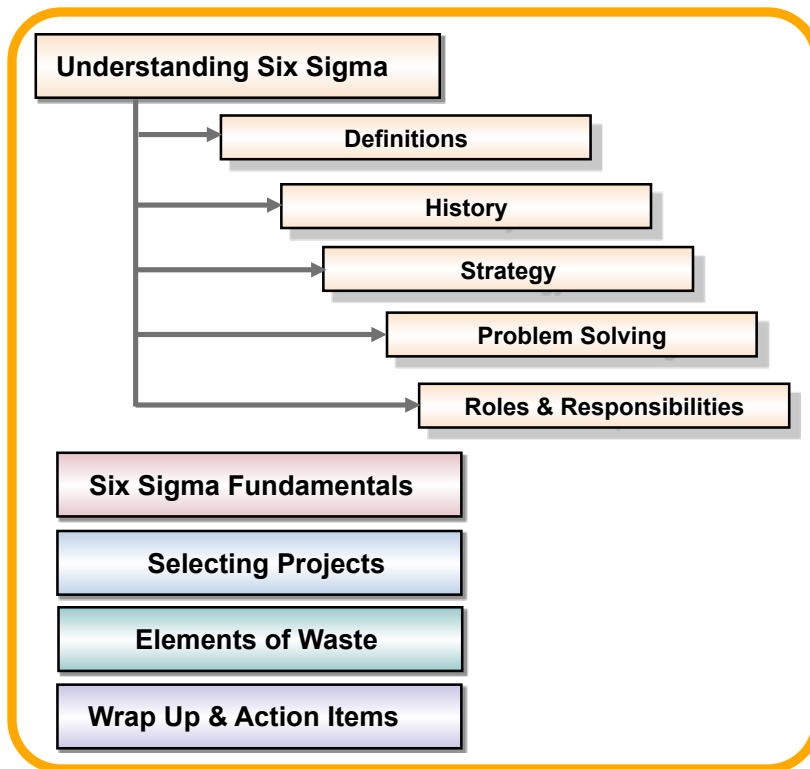 Understanding Six Sigma
Definitions
History
Strategy
Problem Solving
Roles & Responsibilities
Six Sigma Fundamentals
Selecting Projects
Elements of Waste
Wrap Up & Action Items